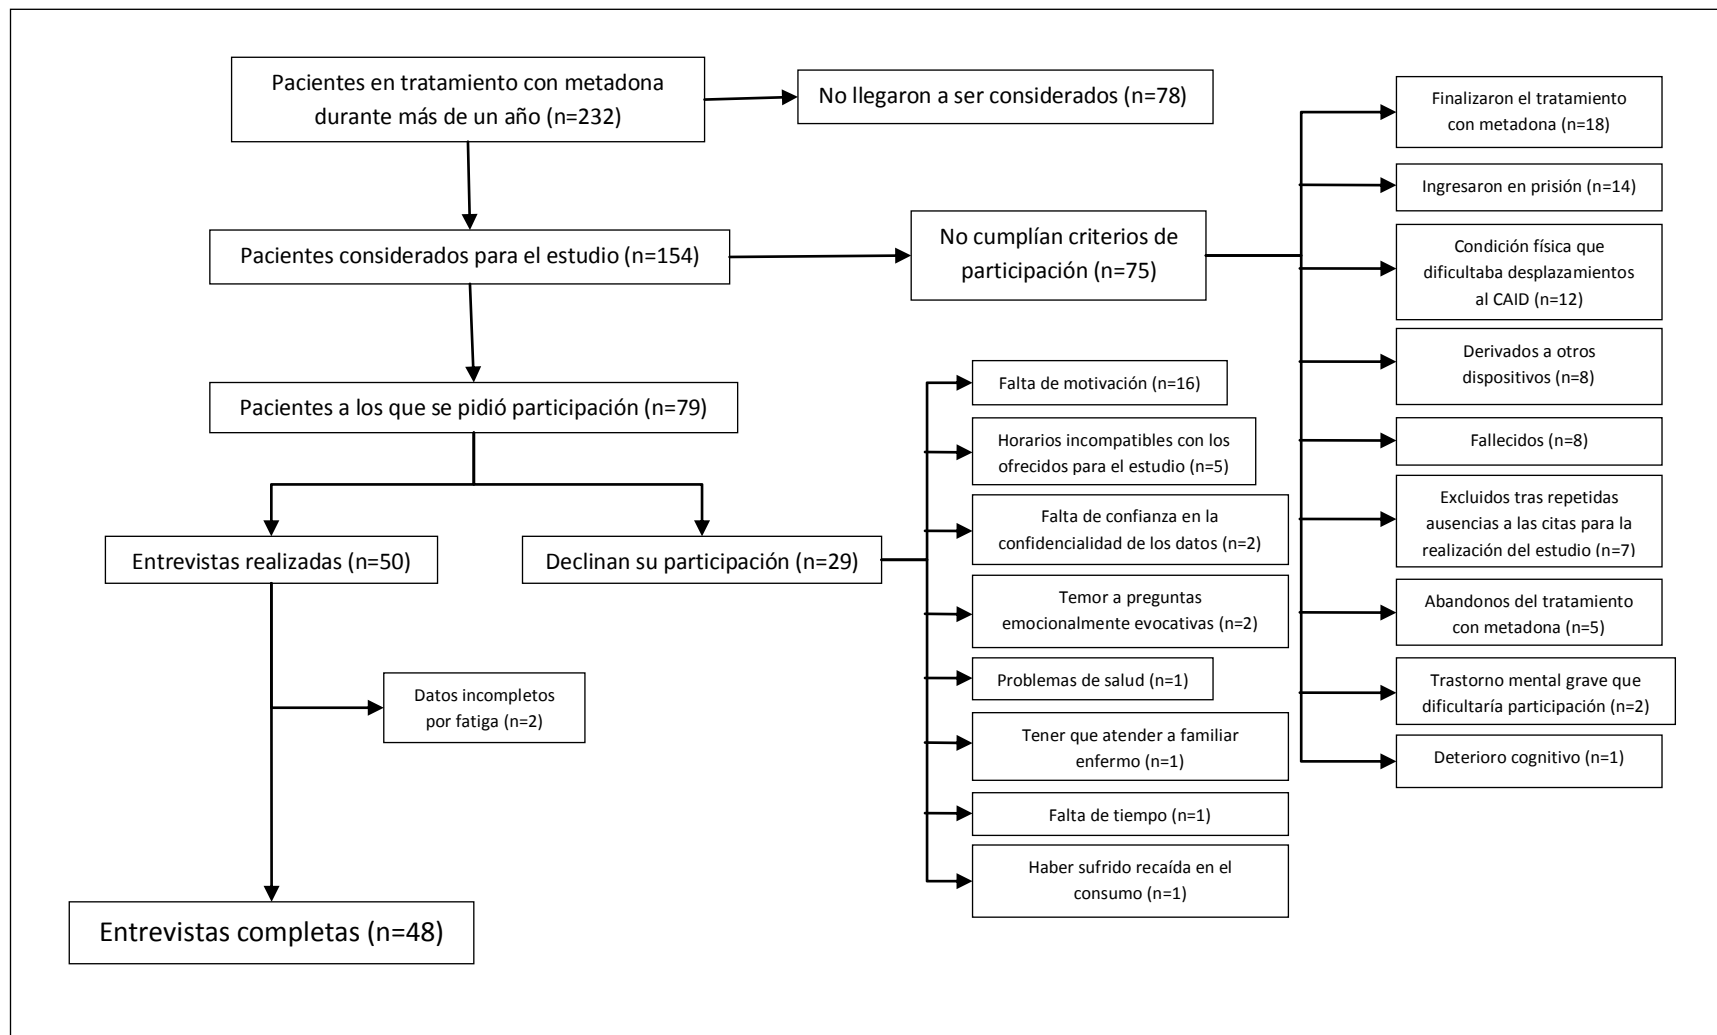 Pacientes en tratamiento con metadona
durante más de un año (n=232)
No llegaron a ser considerados (n=78)
Pacientes considerados para el estudio (n=154)
No cumplían criterios de
participación (n=75)
Finalizaron el tratamiento
con metadona (n=18)
Ingresaron en prisión (n=14)
Condición física que
dificultaba desplazamientos
al CAID (n=12)
Derivados a otros
dispositivos (n=8)
Fallecidos (n=8)
Excluidos tras repetidas
ausencias a las citas para la
realización del estudio (n=7)
Abandonos del tratamiento
con metadona (n=5)
Trastorno mental grave que
dificultaría participación (n=2)
Deterioro cognitivo (n=1)
Pacientes a los que se pidió participación (n=79)
Entrevistas realizadas (n=50)
Declinan su participación (n=29)
Falta de motivación (n=16)
Horarios incompatibles con los
ofrecidos para el estudio (n=5)
Falta de confianza en la
confidencialidad de los datos (n=2)
Temor a preguntas
emocionalmente evocativas (n=2)
Problemas de salud (n=1)
Tener que atender a familiar
enfermo (n=1)
Falta de tiempo (n=1)
Haber sufrido recaída en el
consumo (n=1)
Datos incompletos
por fatiga (n=2)
Entrevistas completas (n=48)